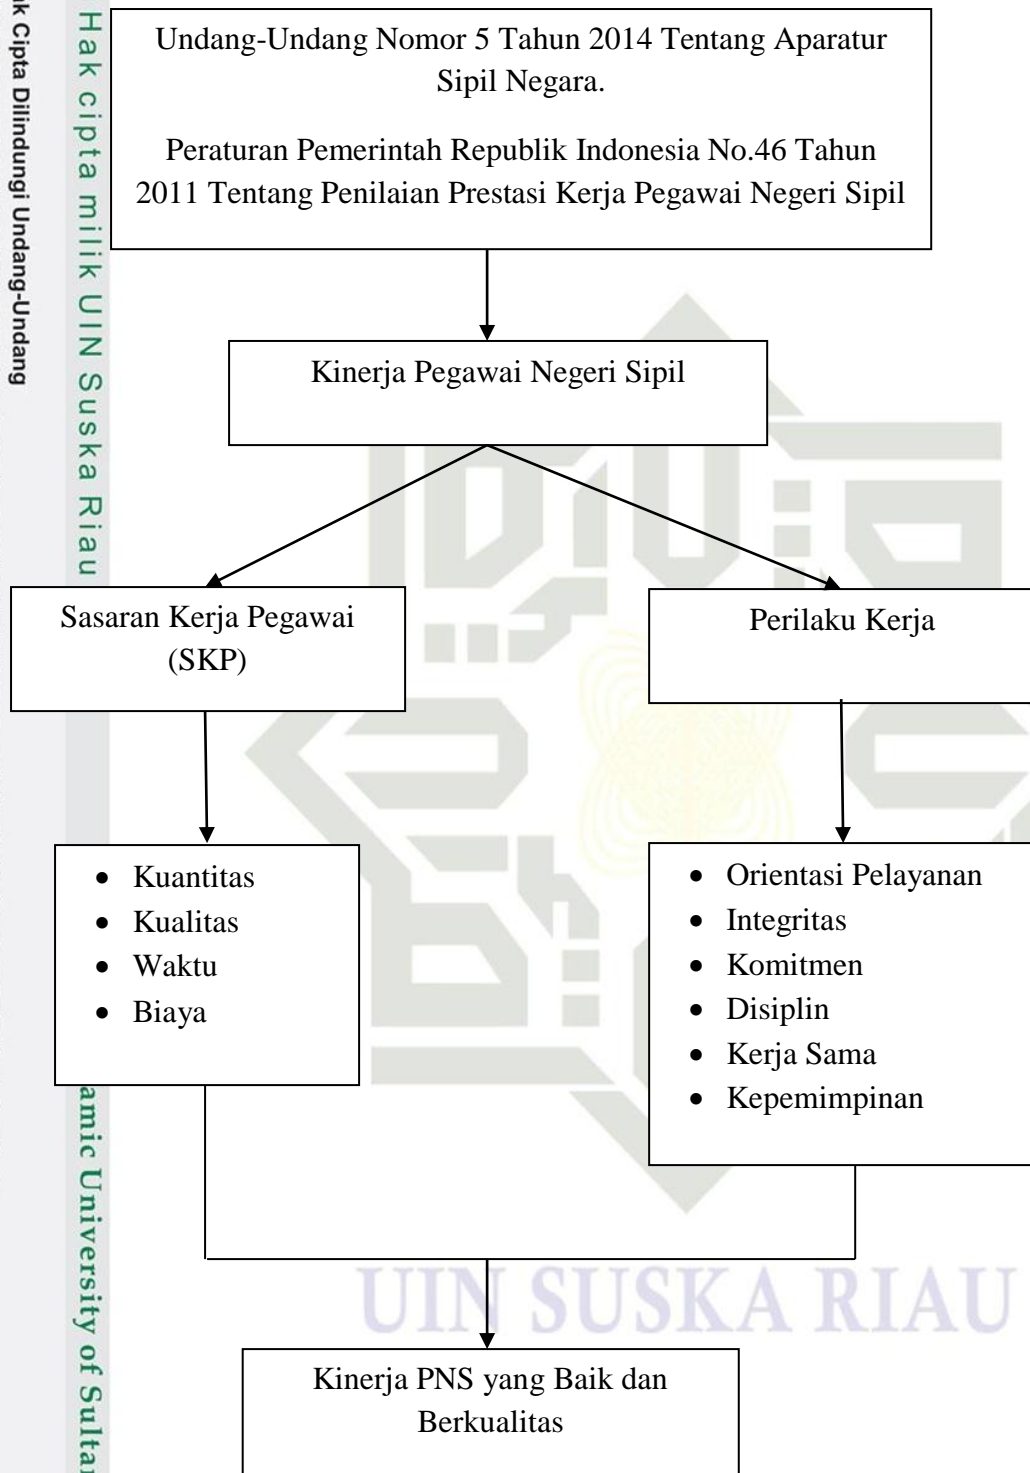 Undang-Undang Nomor 5 Tahun 2014 Tentang Aparatur
Sipil Negara.
Peraturan Pemerintah Republik Indonesia No.46 Tahun
2011 Tentang Penilaian Prestasi Kerja Pegawai Negeri Sipil
Kinerja Pegawai Negeri Sipil
Sasaran Kerja Pegawai
(SKP)
Perilaku Kerja
• Kuantitas
• Kualitas
• Waktu
• Biaya
• Orientasi Pelayanan
• Integritas
• Komitmen
• Disiplin
• Kerja Sama
• Kepemimpinan
Kinerja PNS yang Baik dan
Berkualitas
UIN SUSKA RIAU
Hak cipta milik UIN Suska Riau
Cipta Dilindungi Undang-Undang
University of